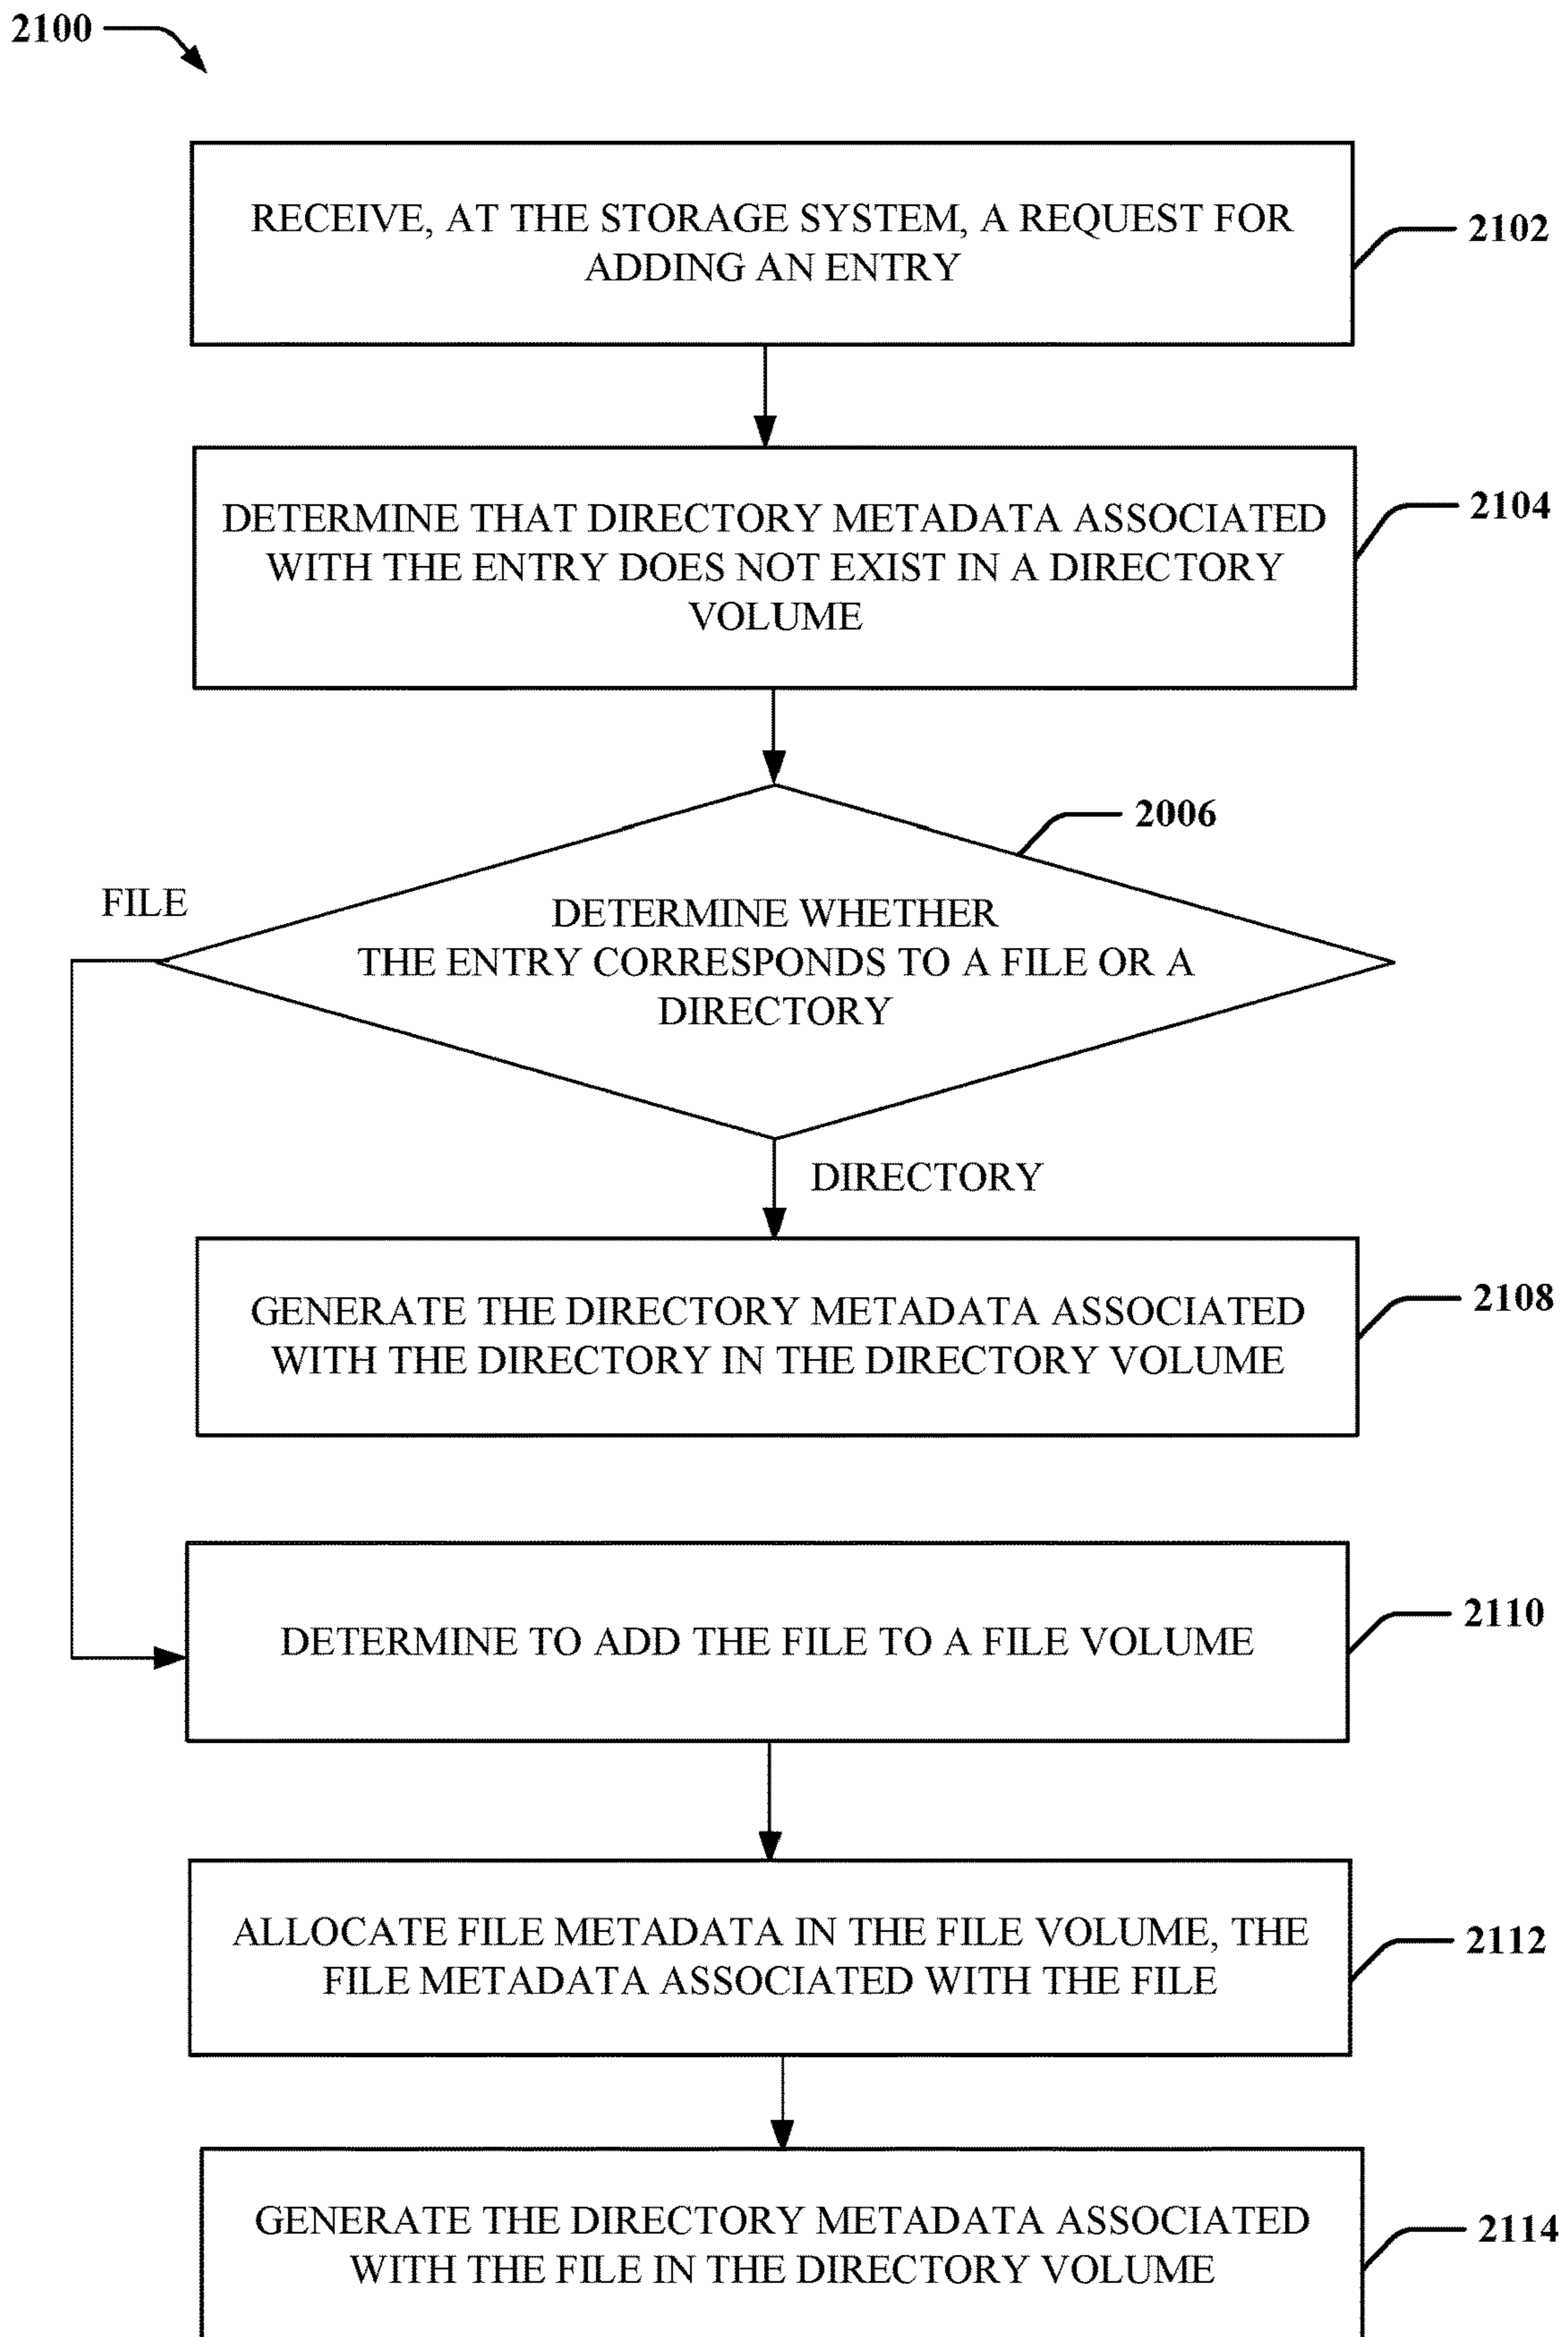 2100
RECEIVE, AT THE STORAGE SYSTEM, A REQUEST FOR
ADDING AN ENTRY
2102
DETERMINE THAT DIRECTORY METADATA ASSOCIATED
WITH THE ENTRY DOES NOT EXIST IN A DIRECTORY
VOLUME
2104
2006
FILE
DETERMINE WHETHER
THE ENTRY CORRESPONDS TO A FILE OR A
DIRECTORY
DIRECTORY
GENERATE THE DIRECTORY METADATA ASSOCIATED
WITH THE DIRECTORY IN THE DIRECTORY VOLUME
2108
DETERMINE TO ADD THE FILE TO A FILE VOLUME
2110
ALLOCATE FILE METADATA IN THE FILE VOLUME, THE
FILE METADATA ASSOCIATED WITH THE FILE
2112
GENERATE THE DIRECTORY METADATA ASSOCIATED
WITH THE FILE IN THE DIRECTORY VOLUME
2114